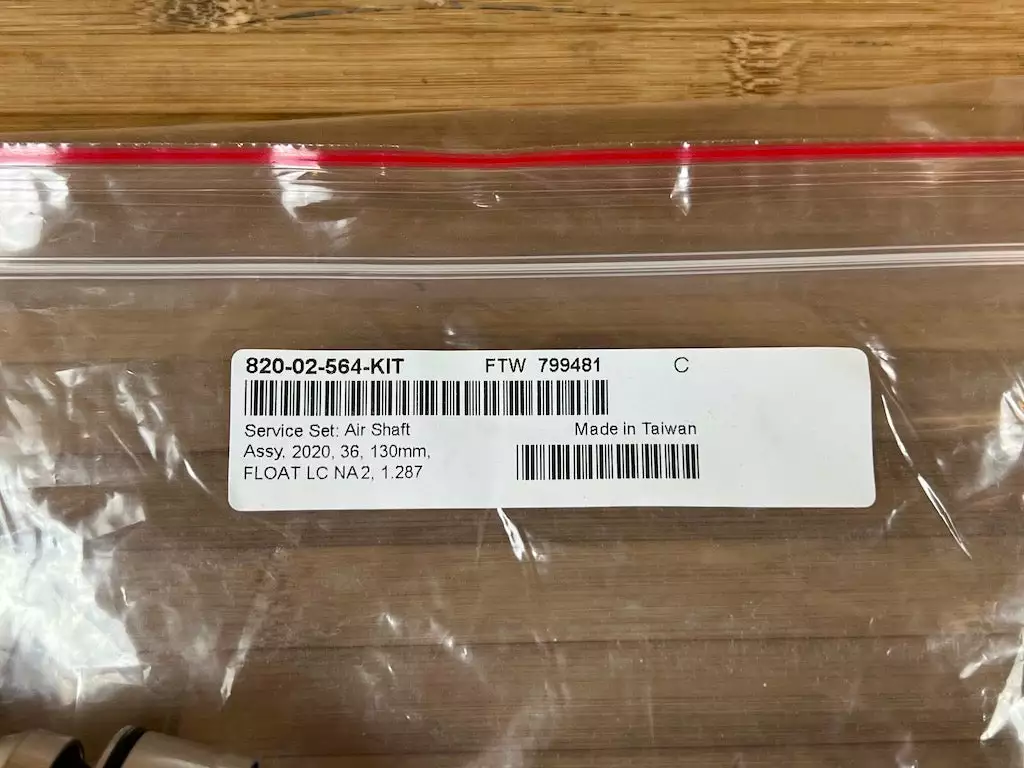 820-02-564-KIT FTW 799481 C
Service Set: Air Shaft Made in Taiwan
Assy, 2020, 36, 130mm,
FLOAT LC NA2, 1.287